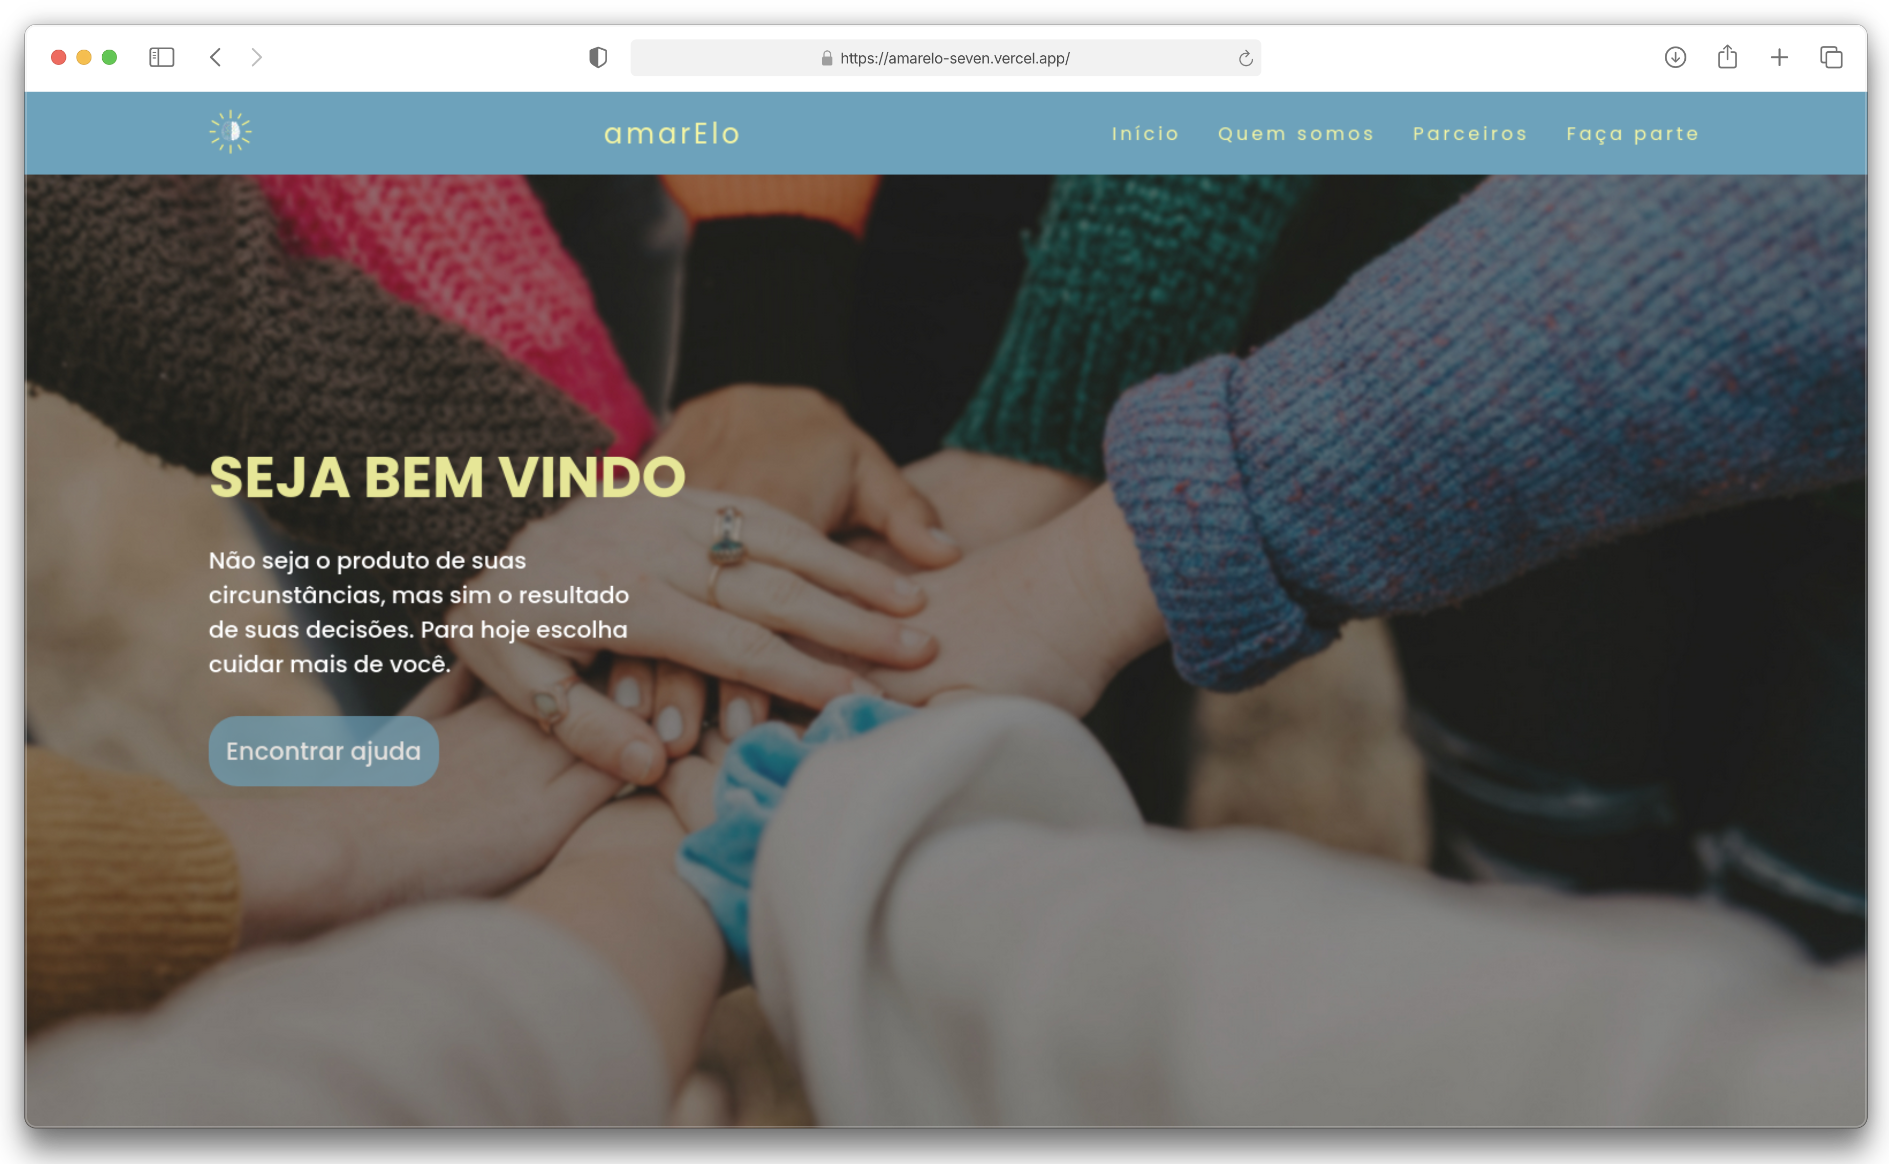 https://amarelo-seven.vercel.app/
amarElo
Início Quem somos Parceiros Faça parte
SEJA BEM VINDO
Não seja o produto de suas
circunstâncias, mas sim o resultado
de suas decisões. Para hoje escolha
cuidar mais de você.
Encontrar ajuda